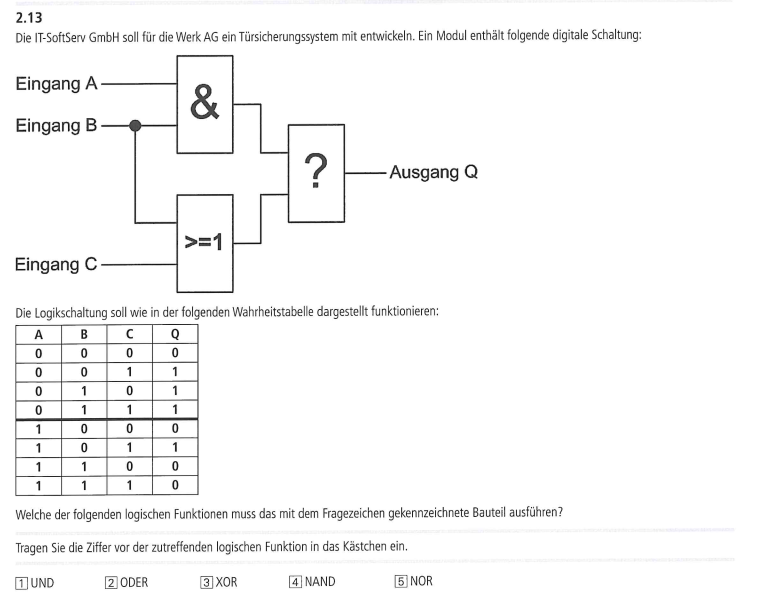 2.13
Die IT-SoftServ GmbH soll für die Werk AG ein Türsicherungssystem mit entwickeln. Ein Modul enthält folgende digitale Schaltung:
Eingang A
&
Eingang B
?
Ausgang Q
>=1
Eingang C
Die Logikschaltung soll wie in der folgenden Wahrheitstabelle dargestellt funktionieren:
A B C Q
0 0 0 0
0 0 1 1
0 1 0 1
0 1 1 1
1 0 0 0
1 0 1 1
1 1 0 0
1 1 1 0
Welche der folgenden logischen Funktionen muss das mit dem Fragezeichen gekennzeichnete Bauteil ausführen?
Tragen Sie die Ziffer vor der zutreffenden logischen Funktion in das Kästchen ein.
1 UND 2 ODER 3 XOR 4 NAND 5 NOR